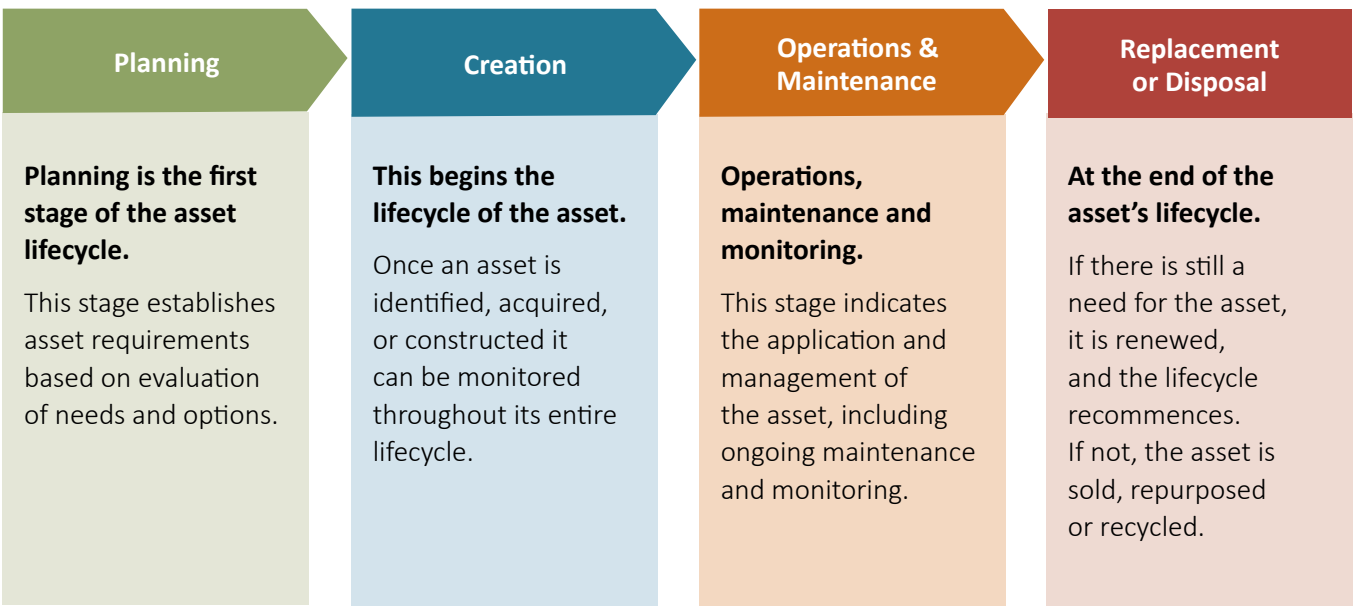 Planning
Planning is the first
stage of the asset
lifecycle.
This stage establishes
asset requirements
based on evaluation
of needs and options.
Creation
This begins the
lifecycle of the asset.
Once an asset is
identified, acquired,
or constructed it
can be monitored
throughout its entire
lifecycle.
Operations &
Maintenance
Operations,
maintenance and
monitoring.
This stage indicates
the application and
management of
the asset, including
ongoing maintenance
and monitoring.
Replacement
or Disposal
At the end of the
asset’s lifecycle.
If there is still a
need for the asset,
it is renewed,
and the lifecycle
recommences.
If not, the asset is
sold, repurposed
or recycled.